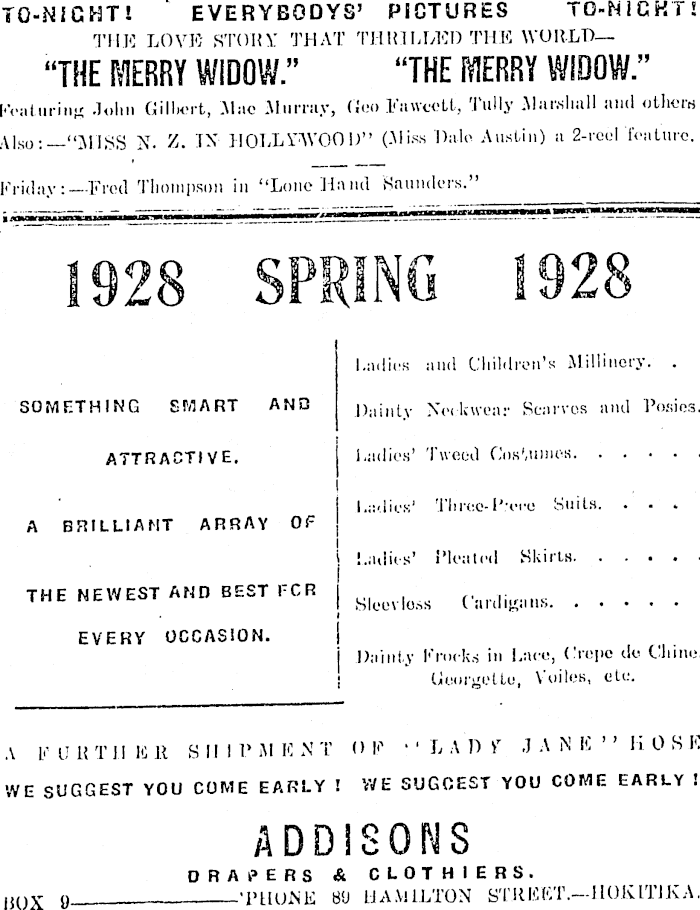 TO-NIGHT! EVERYBODYS' PICTURES TO-NIGHT!
THE LOVE STORY THAT THRILLED THE WORLD—
"THE MERRY WIDOW." "THE MERRY WIDOW."
Featuring John Gilbert, Mae Murray, Geo Fawcett, Tully Marshall and others
Also:—"MISS N. Z. IN HOLLYWOOD" (Miss Dale Austin) a 2-reel feature.
Friday:—Fred Thompson in "Lone Hand Saunders."
1928 SPRING 1928
SOMETHING SMART AND
ATTRACTIVE.
A BRILLIANT ARRAY OF
THE NEWEST AND BEST FOR
EVERY OCCASION.
Ladies and Children's Millinery. .
Dainty Neckwear Scarves and Posies.
Ladies' Tweed Costumes. . . . . .
Ladies' Three-Piece Suits. . . .
Ladies' Pleated Skirts. . . . . .
Sleevless Cardigans. . . . . .
Dainty Frocks in Lace, Crepe de Chine
Georgette, Voiles, etc.
A FURTHER SHIPMENT OF "LADY JANE" HOSE
WE SUGGEST YOU COME EARLY! WE SUGGEST YOU COME EARLY!
ADDISONS
DRAPERS & CLOTHIERS.
BOX 9————'PHONE 89 HAMILTON STREET.—HOKITIKA.